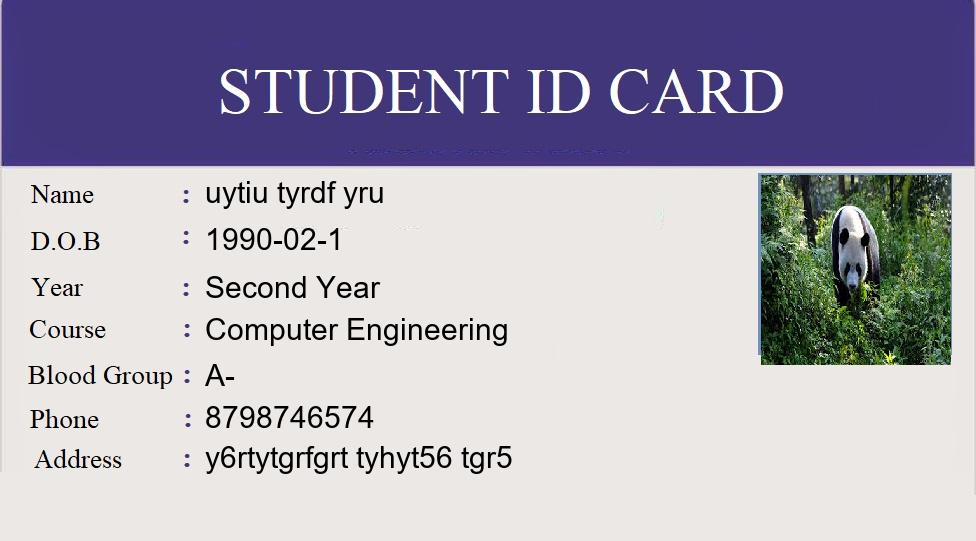 STUDENT ID CARD
Name : uytiu tyrdf yru
D.O.B : 1990-02-1
Year : Second Year
Course : Computer Engineering
Blood Group : A-
Phone : 8798746574
Address : y6rtytgrfgrt tyhyt56 tgr5